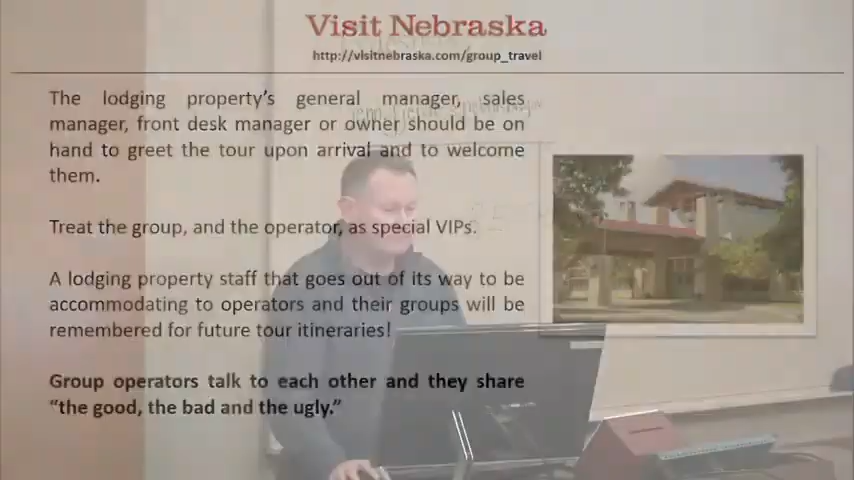 Visit Nebraska
http://visitnebraska.com/group_travel
The lodging property's general manager, sales
manager, front desk manager or owner should be on
hand to greet the tour upon arrival and to welcome
them.
Treat the group, and the operator, as special VIPs.
A lodging property staff that goes out of its way to be
accommodating to operators and their groups will be
remembered for future tour itineraries!
Group operators talk to each other and they share
“the good, the bad and the ugly.”